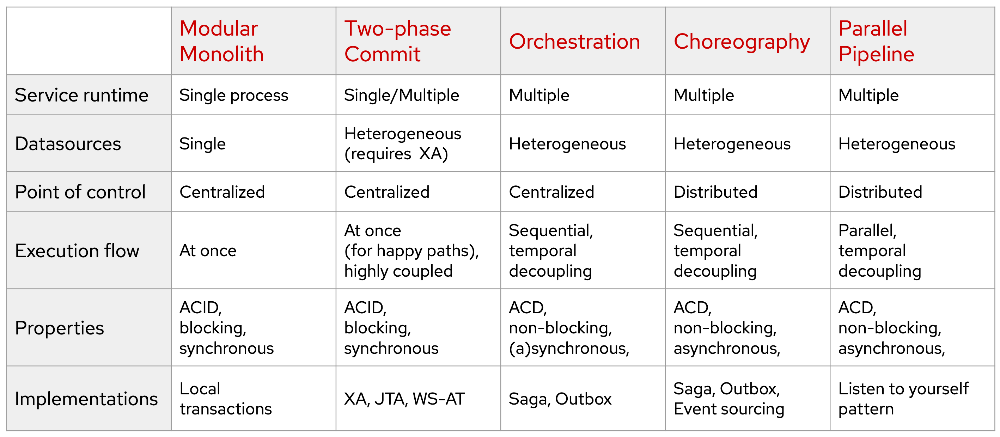 Modular
Monolith
Two-phase
Commit
Orchestration
Choreography
Parallel
Pipeline
Service runtime
Single process
Single/Multiple
Multiple
Multiple
Multiple
Datasources
Single
Heterogeneous
(requires  XA)
Heterogeneous
Heterogeneous
Heterogeneous
Point of control
Centralized
Centralized
Centralized
Distributed
Distributed
Execution flow
At once
At once
(for happy paths),
highly coupled
Sequential,
temporal
decoupling
Sequential,
temporal
decoupling
Parallel,
temporal
decoupling
Properties
ACID,
blocking,
synchronous
ACID,
blocking,
synchronous
ACD,
non-blocking,
(a)synchronous,
ACD,
non-blocking,
asynchronous,
ACD,
non-blocking,
asynchronous,
Implementations
Local
transactions
XA, JTA, WS-AT
Saga, Outbox
Saga, Outbox,
Event sourcing
Listen to yourself
pattern